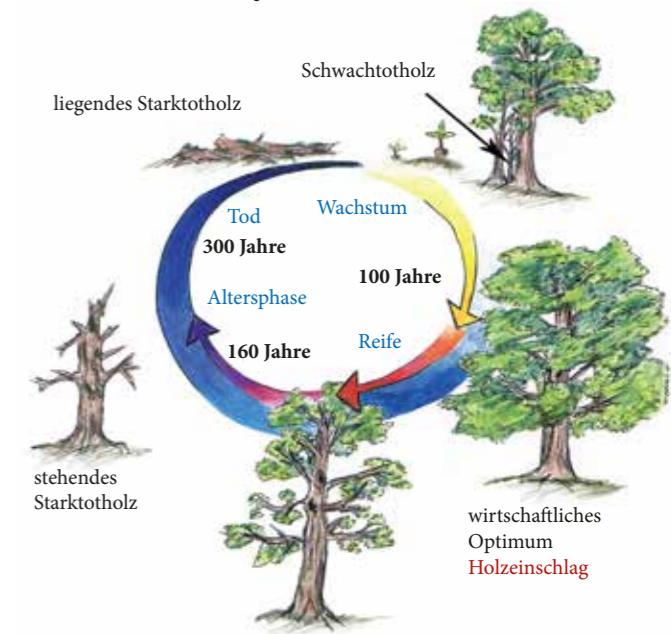 Schwachtotholz
liegendes Starktotholz
Tod
Wachstum
300 Jahre
100 Jahre
Altersphase
160 Jahre
Reife
stehendes
Starktotholz
wirtschaftliches
Optimum
Holzeinschlag